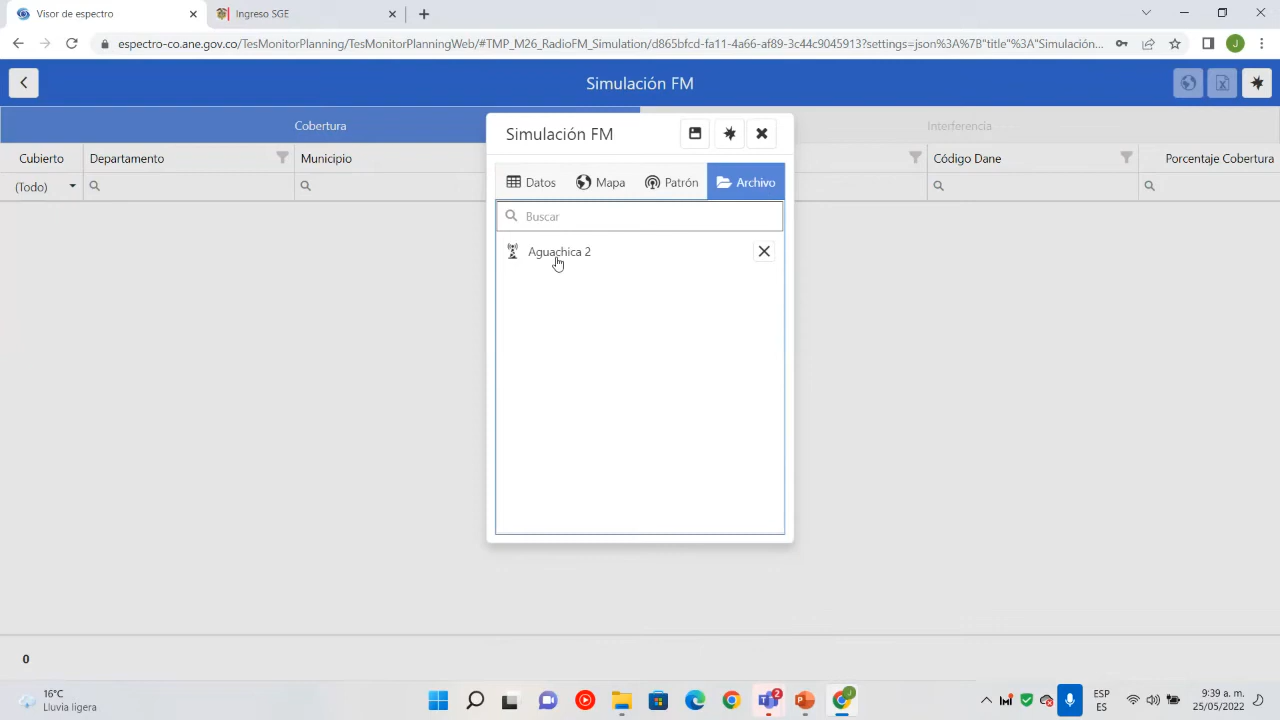 Visor de espectro
Ingreso SGE
espectro-co.ane.gov.co/TesMonitorPlanning/TesMonitorPlanningWeb/#TMP_M26_RadioFM_Simulation/d865bfcd-fa11-4a66-af89-3c44c9045913?settings=json%3A%7B"title"%3A"Simulación...
J
Simulación FM
Cobertura
Interferencia
Simulación FM
Cubierto
Departamento
Municipio
Código Dane
Porcentaje Cobertura
(Todo)
Datos
Mapa
Patrón
Archivo
Buscar
Aguachica 2
0
16°C
Lluvia ligera
2
J
ESP
ES
9:39 a. m.
25/05/2022